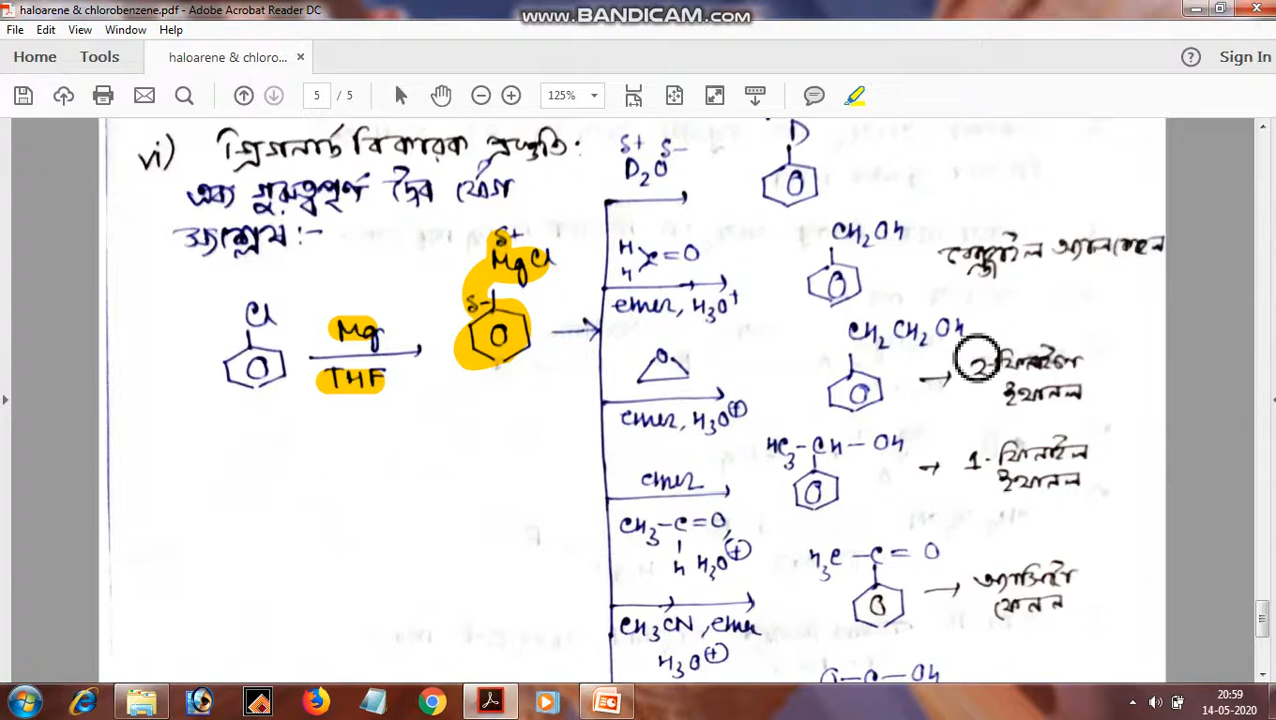 haloarene & chlorobenzene.pdf - Adobe Acrobat Reader DC
www.BANDICAM.com
File Edit View Window Help
Home Tools haloarene & chloro... × Sign In
5 / 5 125%
vi) গ্রিগনার্ড বিকারক প্রস্তুতি:
এবং গুরুত্বপূর্ণ জৈব যৌগ
সংশ্লেষ:-
δ+ δ-
D₂O
D
H
H C=O
ether, H₃O⁺
CH₂OH
বেঞ্জাইল অ্যালকোহল
Cl
Mg
THF
δ+
MgCl
δ-
O
ether, H₃O⊕
CH₂CH₂OH
→ 2-ফিনাইল
ইথানল
ether
CH₃-C=O,
H H₃O⊕
H₃C-CH-OH
→ 1-ফিনাইল
ইথানল
CH₃CN, ether
H₃O⊕
H₃C-C=O
→ অ্যাসিটো
ফেনন
20:59
14-05-2020